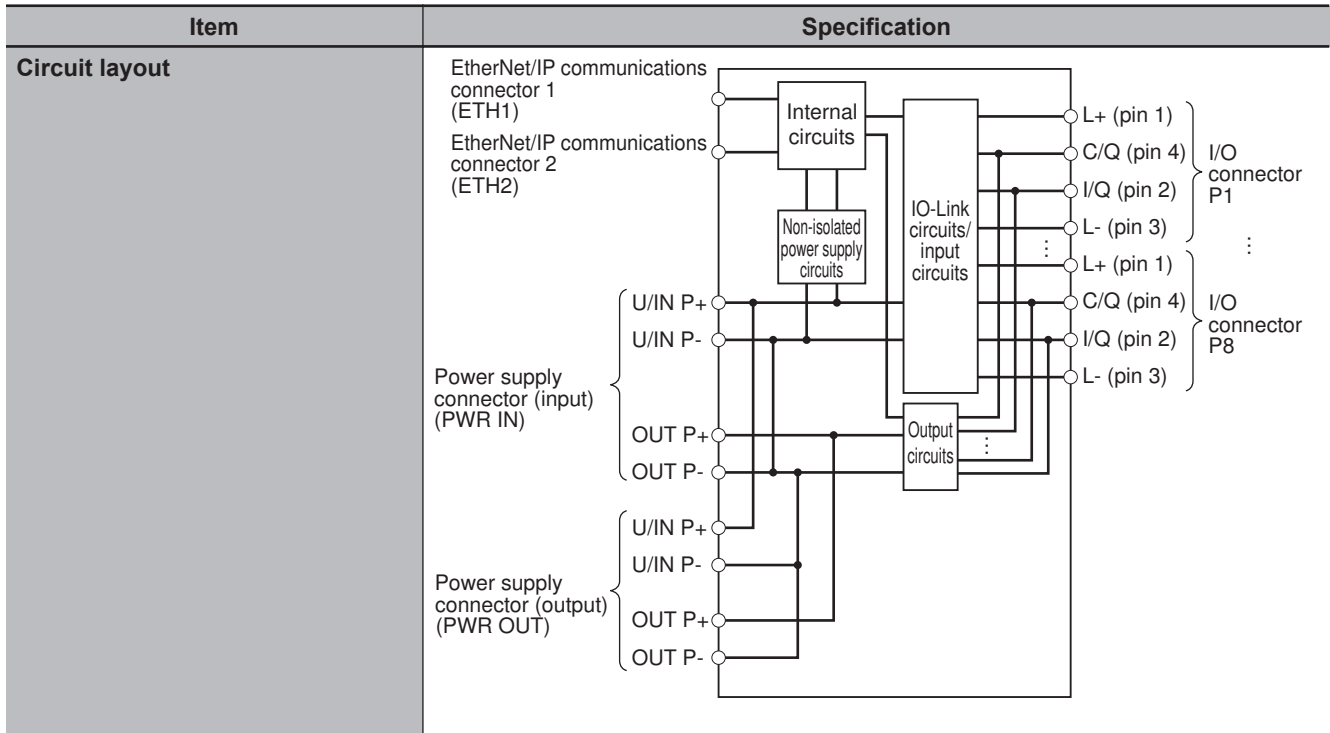 Item
Specification
Circuit layout
EtherNet/IP communications
connector 1
(ETH1)
EtherNet/IP communications
connector 2
(ETH2)
Internal
circuits
Non-isolated
power supply
circuits
IO-Link
circuits/
input
circuits
Output
circuits
⋮
L+ (pin 1)
C/Q (pin 4)
I/Q (pin 2)
L- (pin 3)
I/O
connector
P1
⋮
⋮
L+ (pin 1)
C/Q (pin 4)
I/Q (pin 2)
L- (pin 3)
I/O
connector
P8
Power supply
connector (input)
(PWR IN)
U/IN P+
U/IN P-
OUT P+
OUT P-
Power supply
connector (output)
(PWR OUT)
U/IN P+
U/IN P-
OUT P+
OUT P-